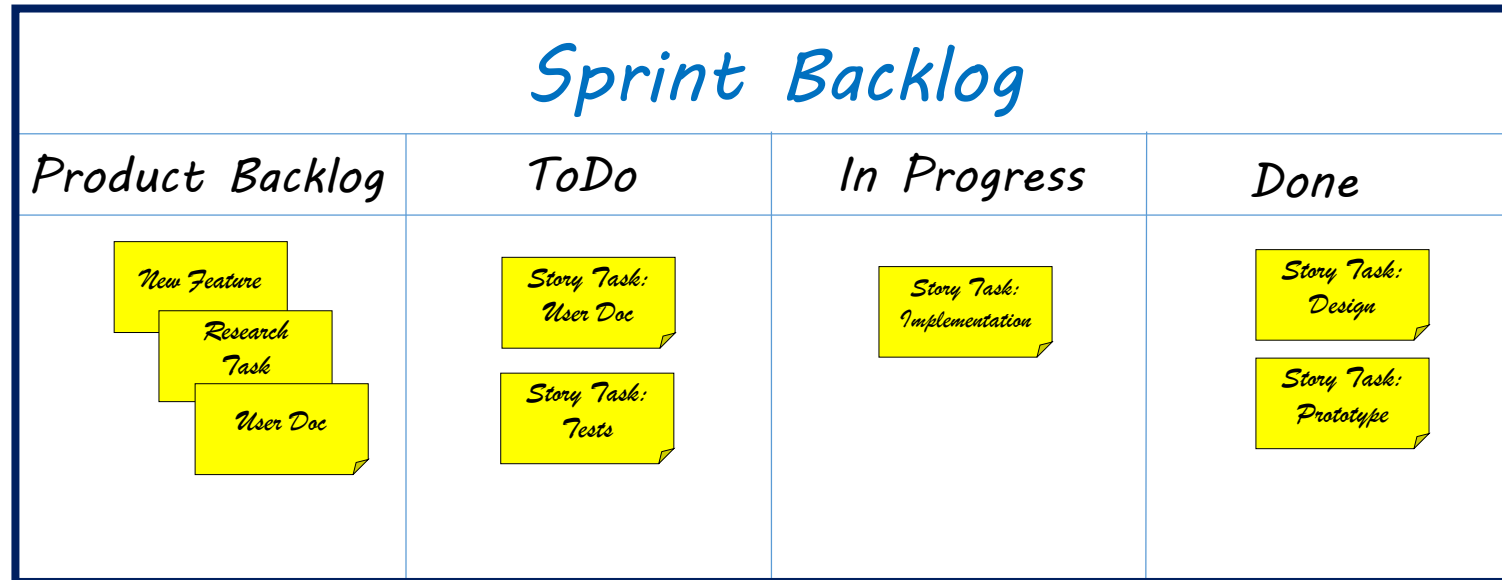 Sprint Backlog
Product Backlog
ToDo
In Progress
Done
New Feature
Research
Task
User Doc
Story Task:
User Doc
Story Task:
Tests
Story Task:
Implementation
Story Task:
Design
Story Task:
Prototype